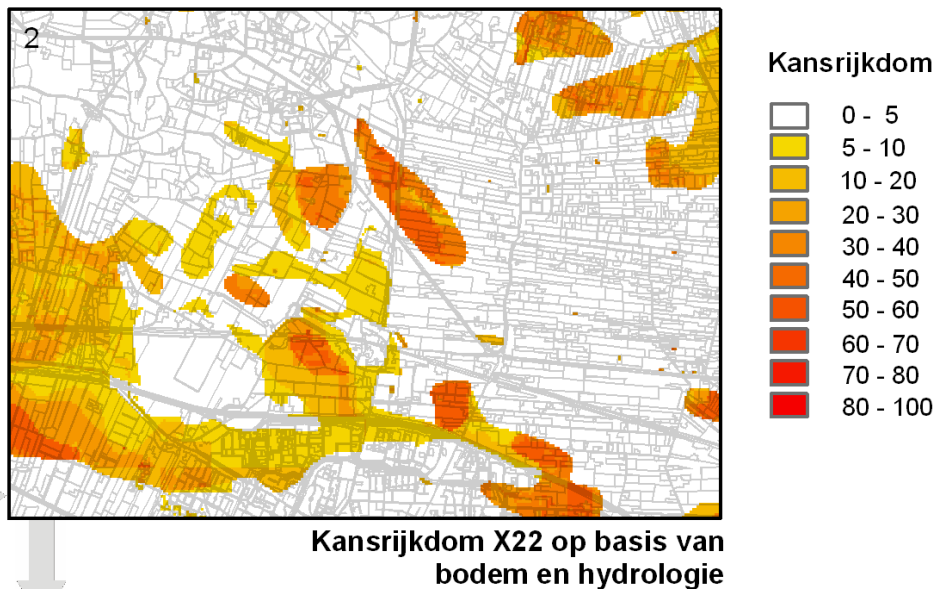 2
Kansrijkdom
0 - 5
5 - 10
10 - 20
20 - 30
30 - 40
40 - 50
50 - 60
60 - 70
70 - 80
80 - 100
Kansrijkdom X22 op basis van
bodem en hydrologie